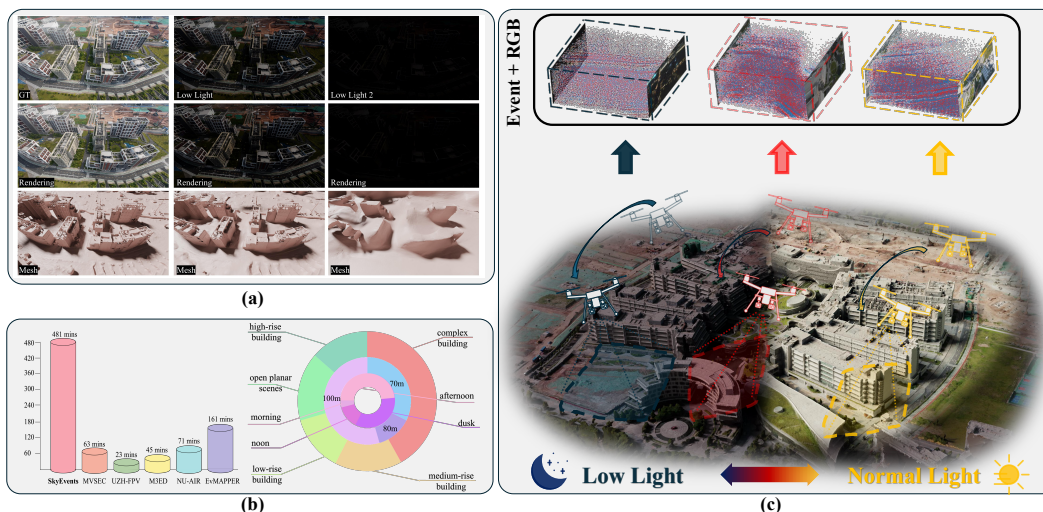 GT
Low Light
Low Light 2
Rendering
Rendering
Rendering
Mesh
Mesh
Mesh
(a)
481 mins
480
420
360
300
240
180
120
60
63 mins
23 mins
45 mins
71 mins
161 mins
SkyEvents
MVSEC
UZH-FPV
M3ED
NU-AIR
EvMAPPER
high-rise
building
complex
building
open planar
scenes
morning
noon
low-rise
building
afternoon
dusk
medium-rise
building
70m
100m
80m
(b)
Event + RGB
Low Light
Normal Light
(c)